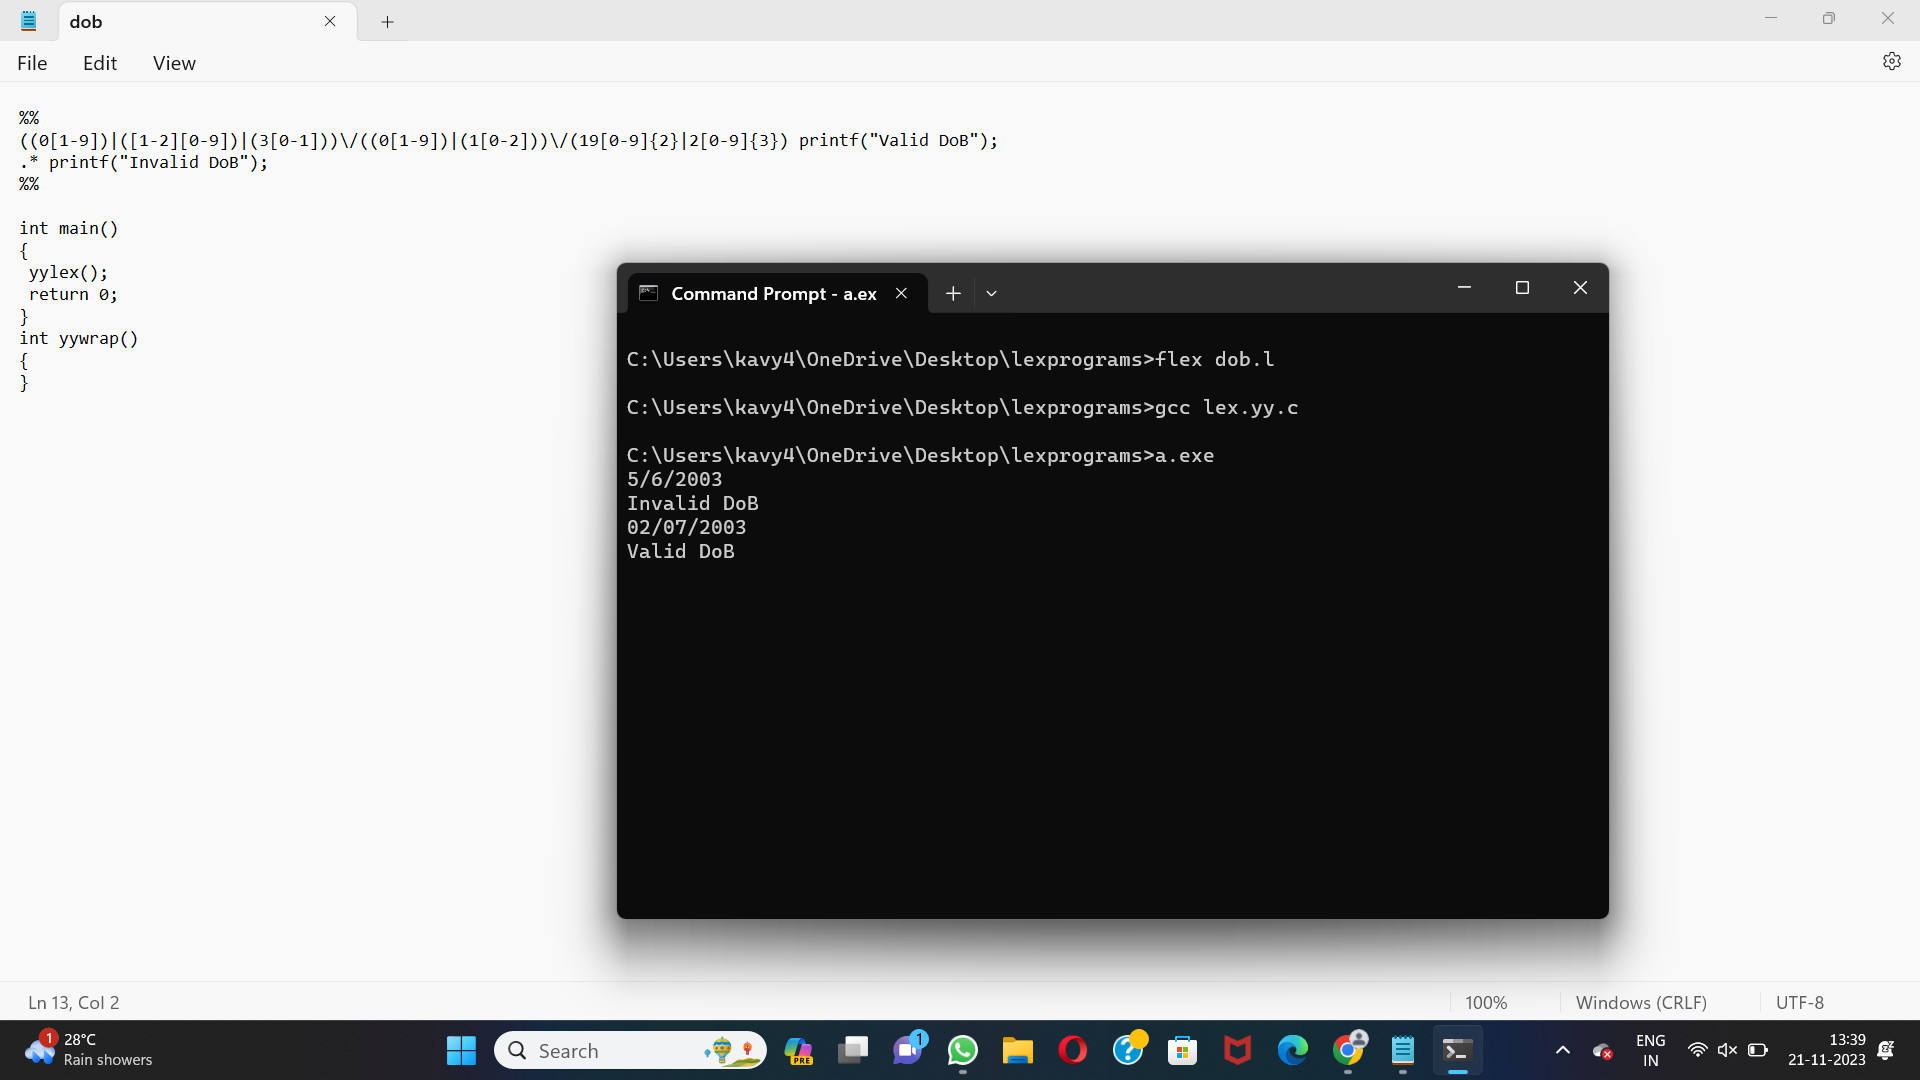 dob
File Edit View
%%
((0[1-9])|([1-2][0-9])|(3[0-1]))\/((0[1-9])|(1[0-2]))\/(19[0-9]{2}|2[0-9]{3}) printf("Valid DoB");
.* printf("Invalid DoB");
%%
int main()
{
yylex();
return 0;
}
int yywrap()
{
}
Command Prompt - a.ex
C:\Users\kavy4\OneDrive\Desktop\lexprograms>flex dob.l
C:\Users\kavy4\OneDrive\Desktop\lexprograms>gcc lex.yy.c
C:\Users\kavy4\OneDrive\Desktop\lexprograms>a.exe
5/6/2003
Invalid DoB
02/07/2003
Valid DoB
Ln 13, Col 2 100% Windows (CRLF) UTF-8
1
28°C
Rain showers
Search
PRE
1
ENG
IN
13:39
21-11-2023